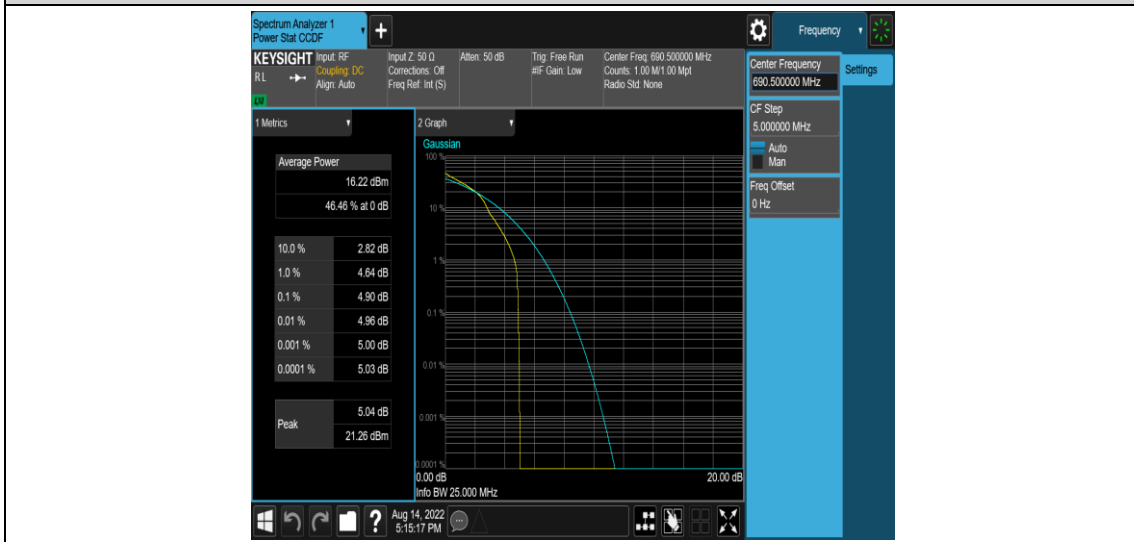 Spectrum Analyzer 1
Power Stat CCDF
+
Frequency
KEYSIGHT
RL
LXI
Input: RF
Coupling: DC
Align: Auto
Input Z: 50 Ω
Corrections: Off
Freq Ref: Int (S)
Atten: 50 dB
Trig: Free Run
#IF Gain: Low
Center Freq: 690.500000 MHz
Counts: 1.00 M/1.00 Mpt
Radio Std: None
Center Frequency
690.500000 MHz
Settings
CF Step
5.000000 MHz
Auto
Man
Freq Offset
0 Hz
1 Metrics
Average Power
16.22 dBm
46.46 % at 0 dB
10.0 % 2.82 dB
1.0 % 4.64 dB
0.1 % 4.90 dB
0.01 % 4.96 dB
0.001 % 5.00 dB
0.0001 % 5.03 dB
Peak
5.04 dB
21.26 dBm
2 Graph
Gaussian
100 %
10 %
1 %
0.1 %
0.01 %
0.001 %
0.0001 %
0.00 dB 20.00 dB
Info BW 25.000 MHz
?
Aug 14, 2022
5:15:17 PM